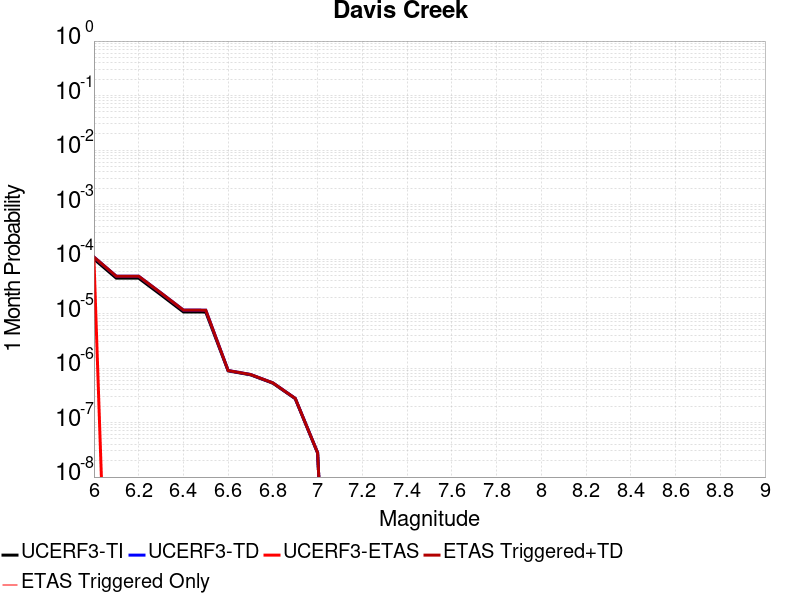 Davis Creek
10^0
10^-1
10^-2
10^-3
10^-4
10^-5
10^-6
10^-7
10^-8
1 Month Probability
6 6.2 6.4 6.6 6.8 7 7.2 7.4 7.6 7.8 8 8.2 8.4 8.6 8.8 9
Magnitude
UCERF3-TI UCERF3-TD UCERF3-ETAS ETAS Triggered+TD
ETAS Triggered Only